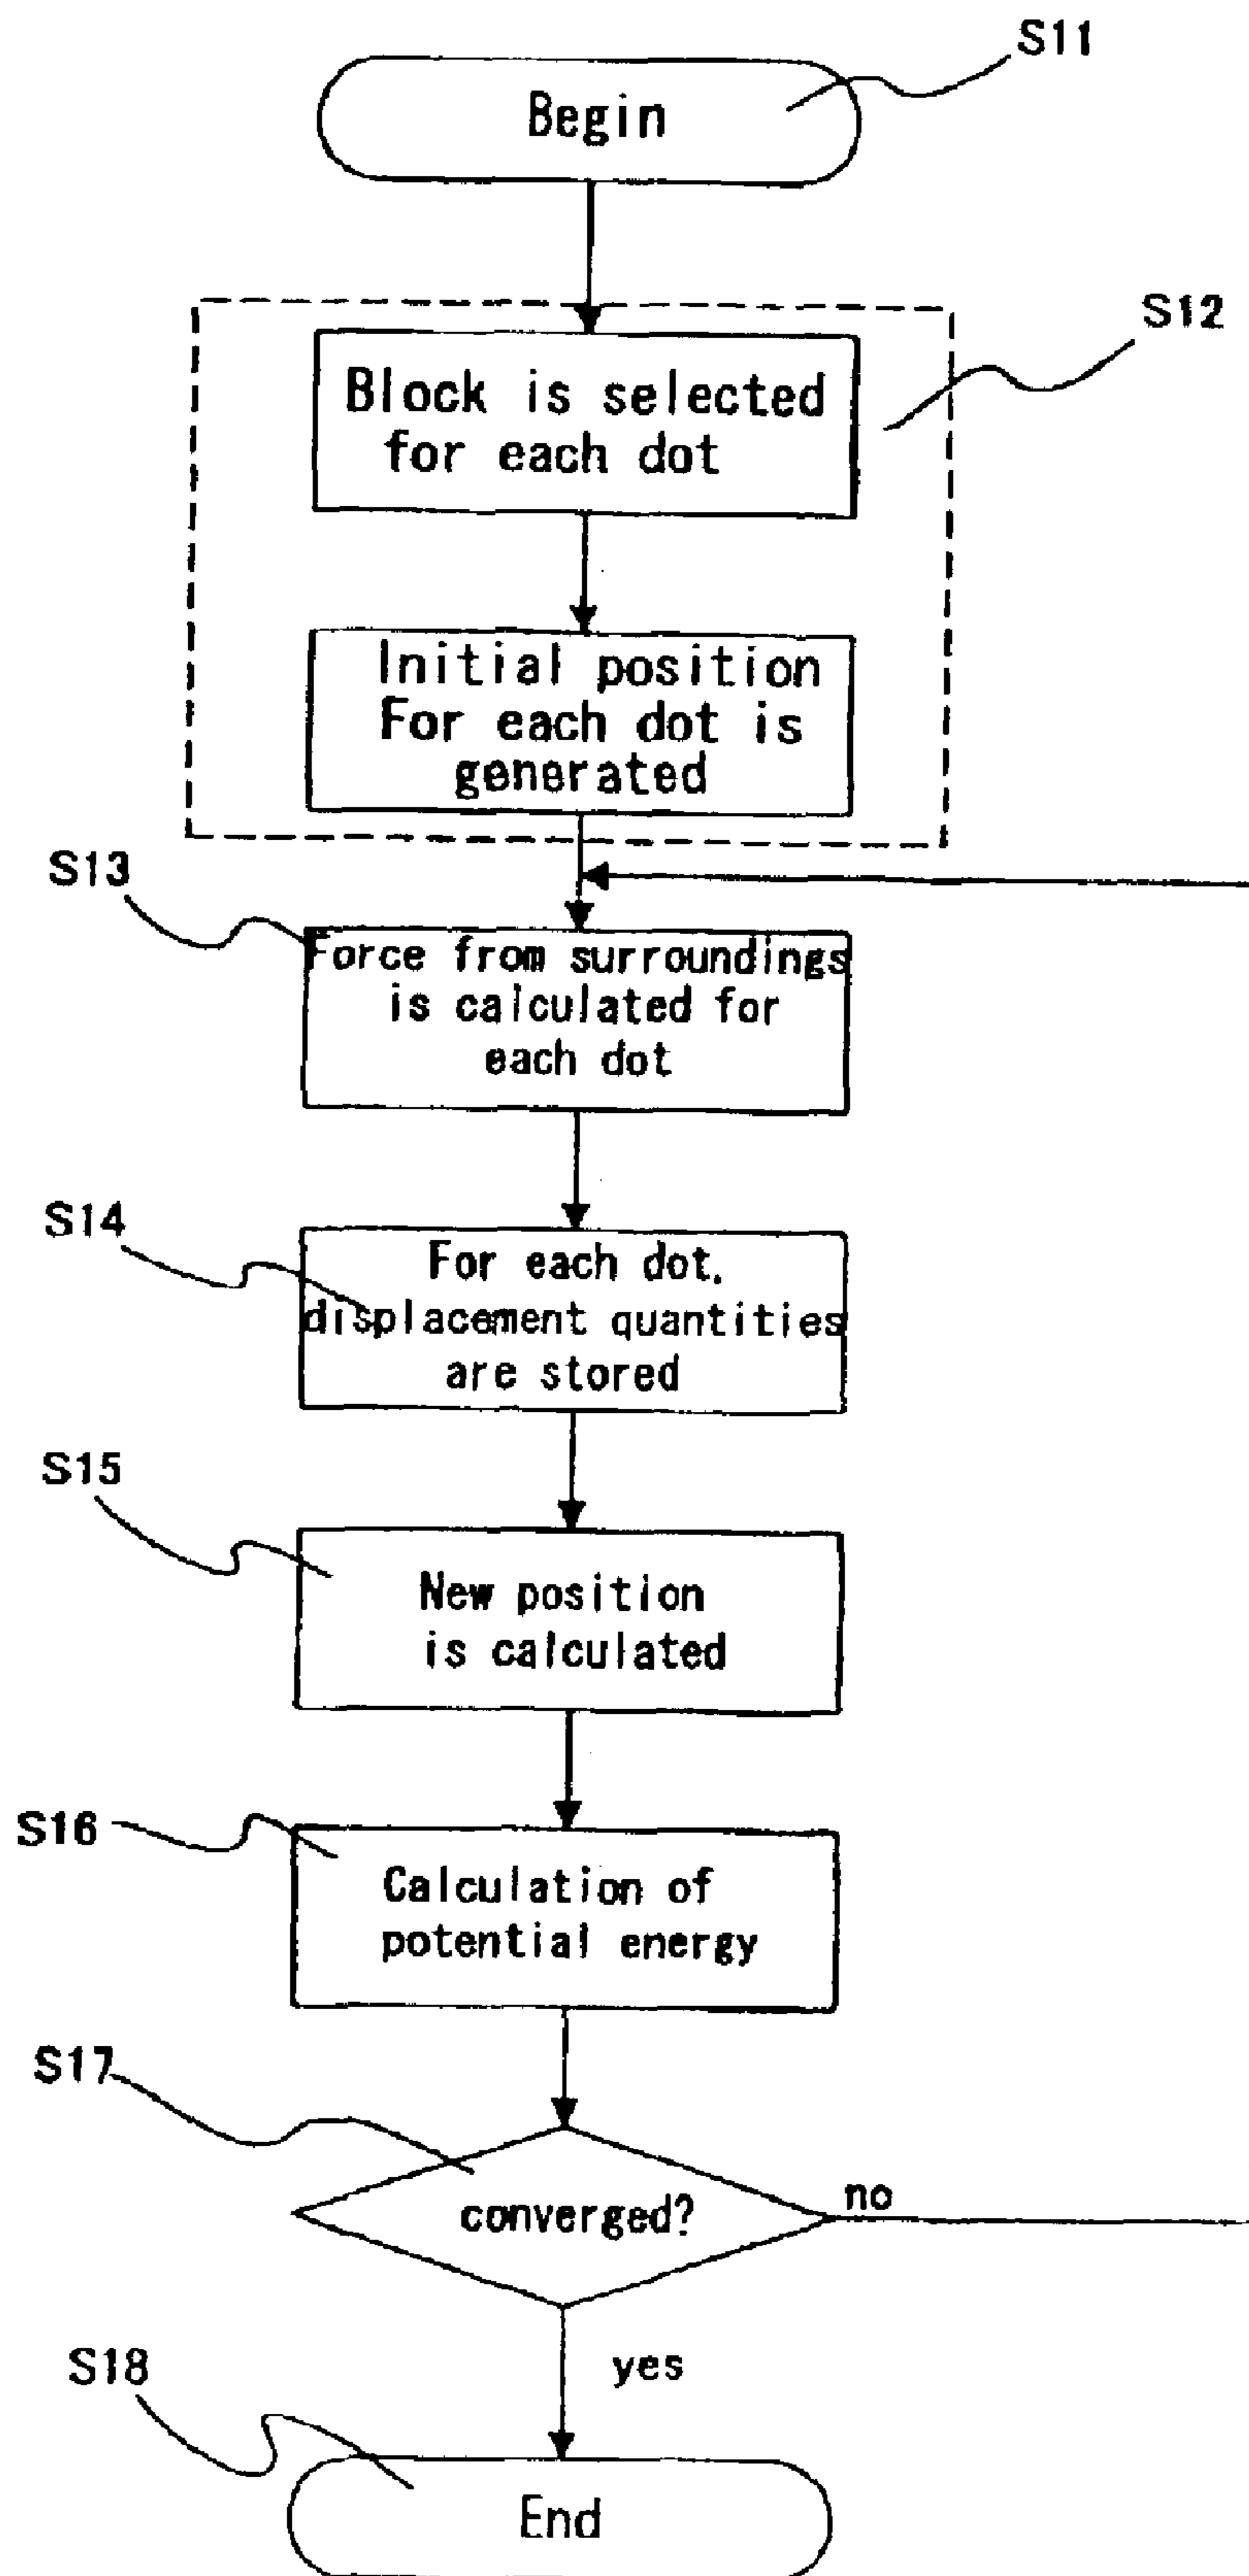 S11
Begin
S12
Block is selected
for each dot
Initial position
For each dot is
generated
S13
Force from surroundings
is calculated for
each dot
S14
For each dot.
displacement quantities
are stored
S15
New position
is calculated
S16
Calculation of
potential energy
S17
converged?
no
yes
S18
End